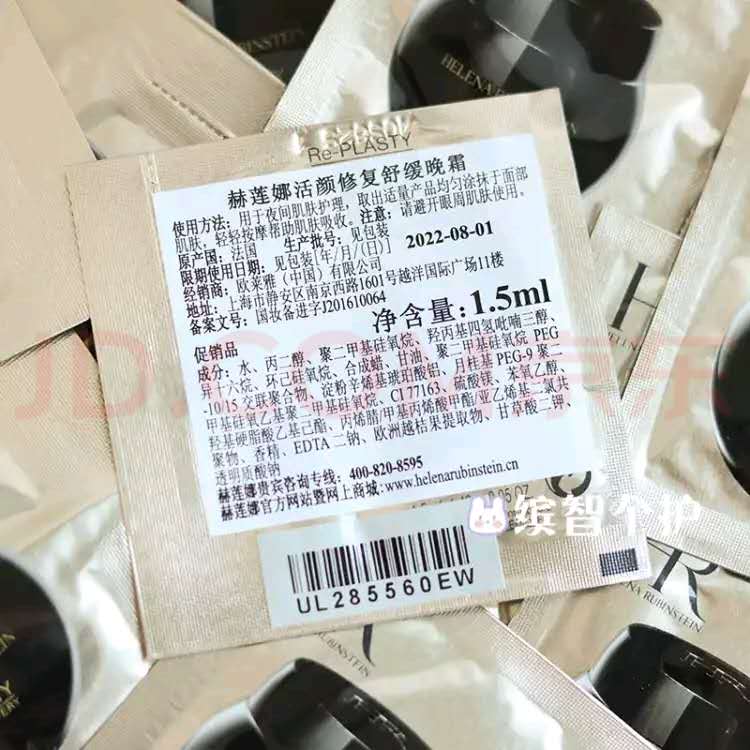 Re-PLASTY
赫莲娜活颜修复舒缓晚霜
使用方法：用于夜间肌肤护理，取出适量产品均匀涂抹于面部
肌肤，轻轻按摩帮助肌肤吸收。注意：请避开眼周肌肤使用。
原产国：法国 生产批号：见包装
限期使用日期：见包装[年/月/(日)] 2022-08-01
经销商：欧莱雅（中国）有限公司
地址：上海市静安区南京西路1601号越洋国际广场11楼
备案文号：国妆备进字J201610064
净含量：1.5ml
促销品
成分：水、丙二醇、聚二甲基硅氧烷、羟丙基四氢吡喃三醇、
异十六烷、环己硅氧烷、合成蜡、甘油、聚二甲基硅氧烷 PEG
-10/15 交联聚合物、淀粉辛烯基琥珀酸铝、月桂基 PEG-9 聚二
甲基硅氧乙基聚二甲基硅氧烷、CI 77163、硫酸镁、苯氧乙醇、
羟基硬脂酸乙基己酯、丙烯腈/甲基丙烯酸甲酯/亚乙烯基二氯共
聚物、香精、EDTA 二钠、欧洲越桔果提取物、甘草酸二钾、
透明质酸钠
赫莲娜贵宾咨询专线：400-820-8595
赫莲娜官方网站暨网上商城：www.helenarubinstein.cn
缤智个护
UL285560EW
JD.COM 京东
HELENA RUBINSTEIN